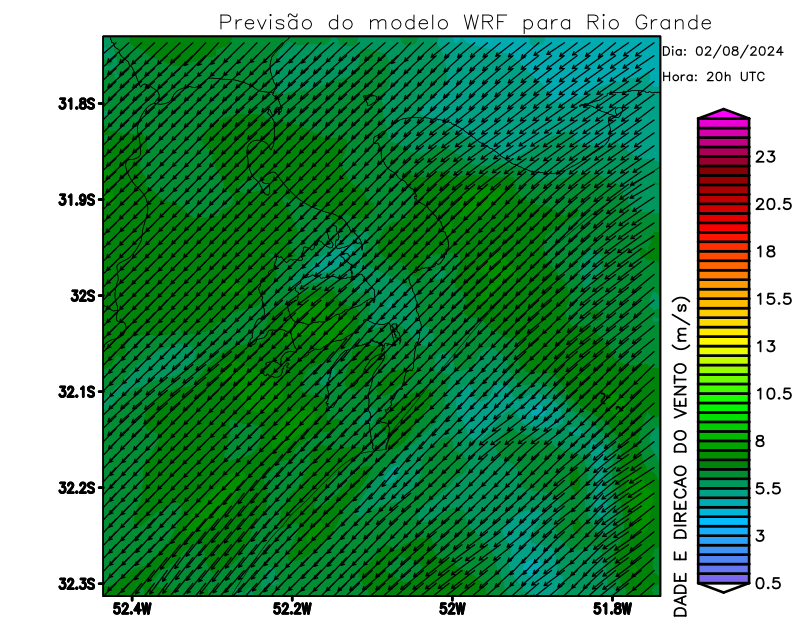 Previsão do modelo WRF para Rio Grande
Dia: 02/08/2024
Hora: 20h UTC
31.8S
31.9S
32S
32.1S
32.2S
32.3S
52.4W
52.2W
52W
51.8W
23
20.5
18
15.5
13
10.5
8
5.5
3
0.5
DADE E DIRECAO DO VENTO (m/s)